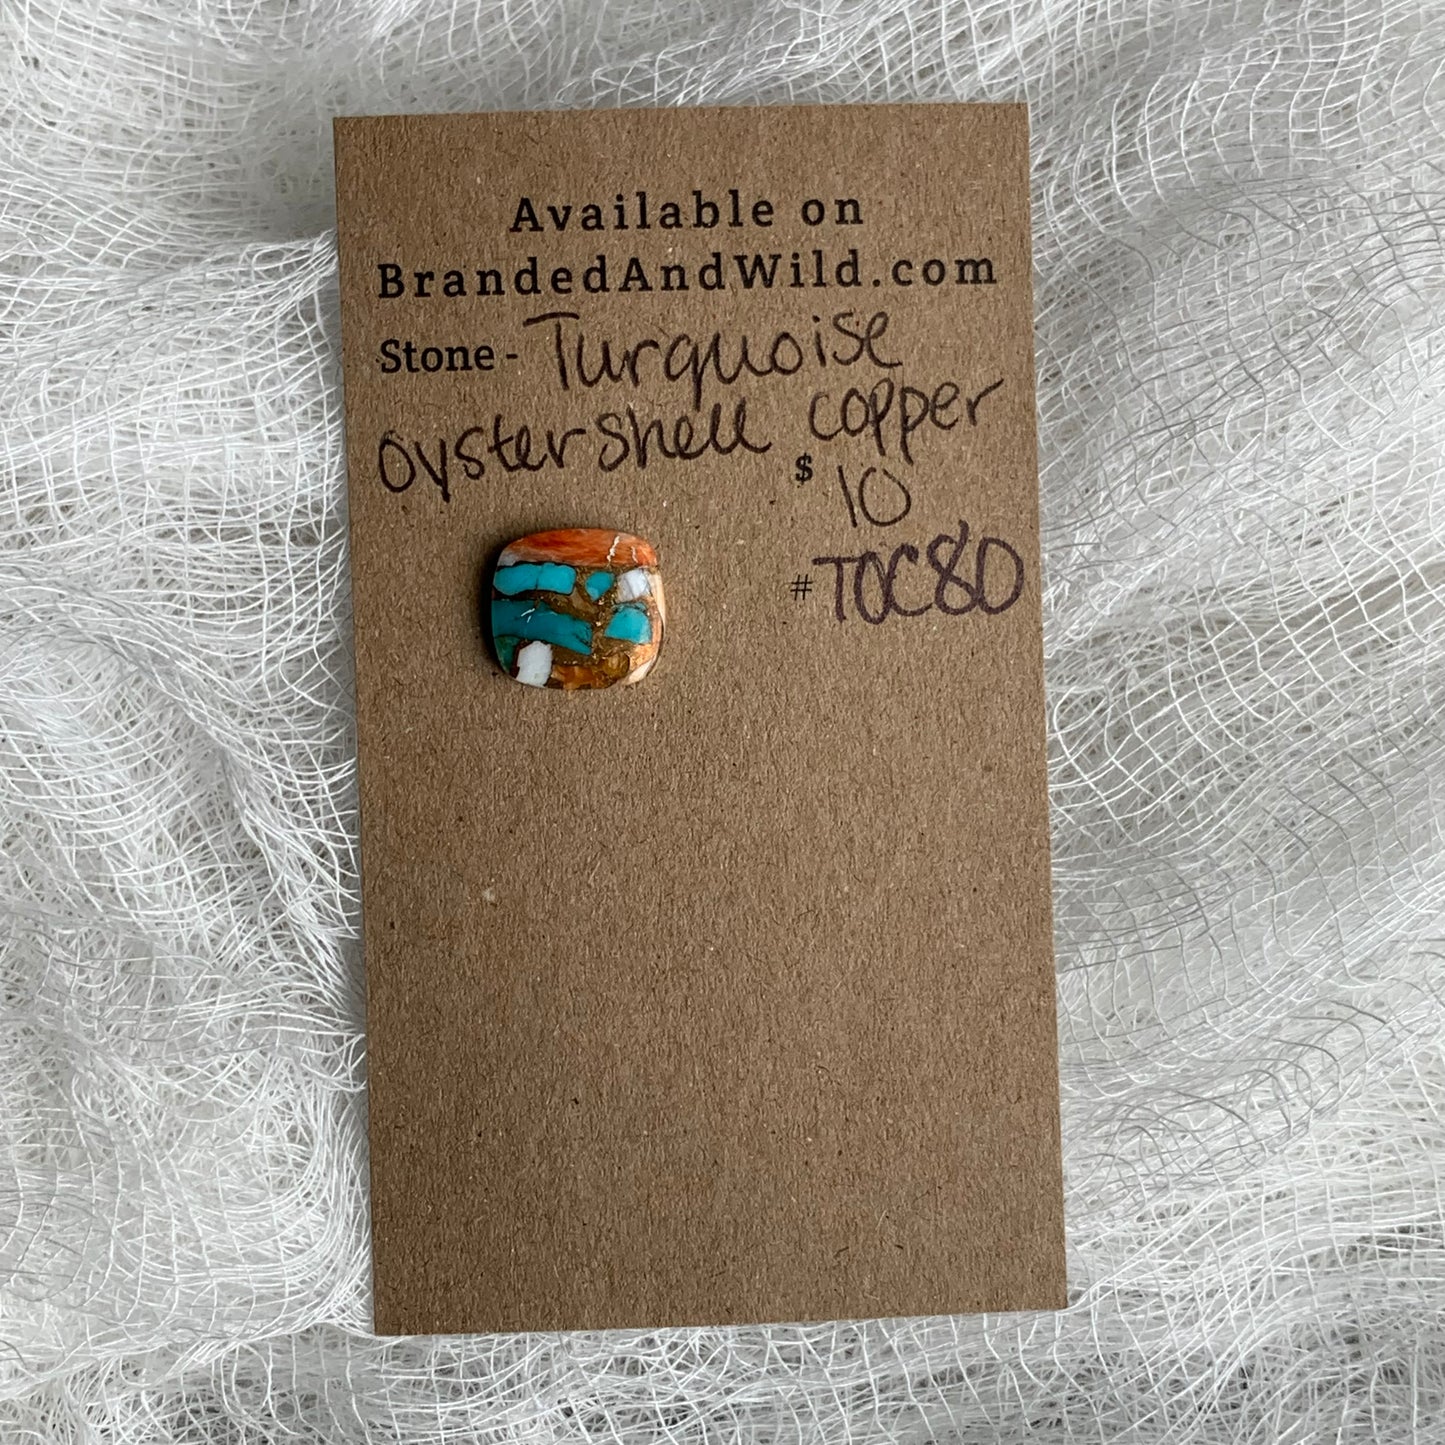 Available on
BrandedAndWild.com
Stone - Turquoise
oystershell copper
$ 10
# TOC80